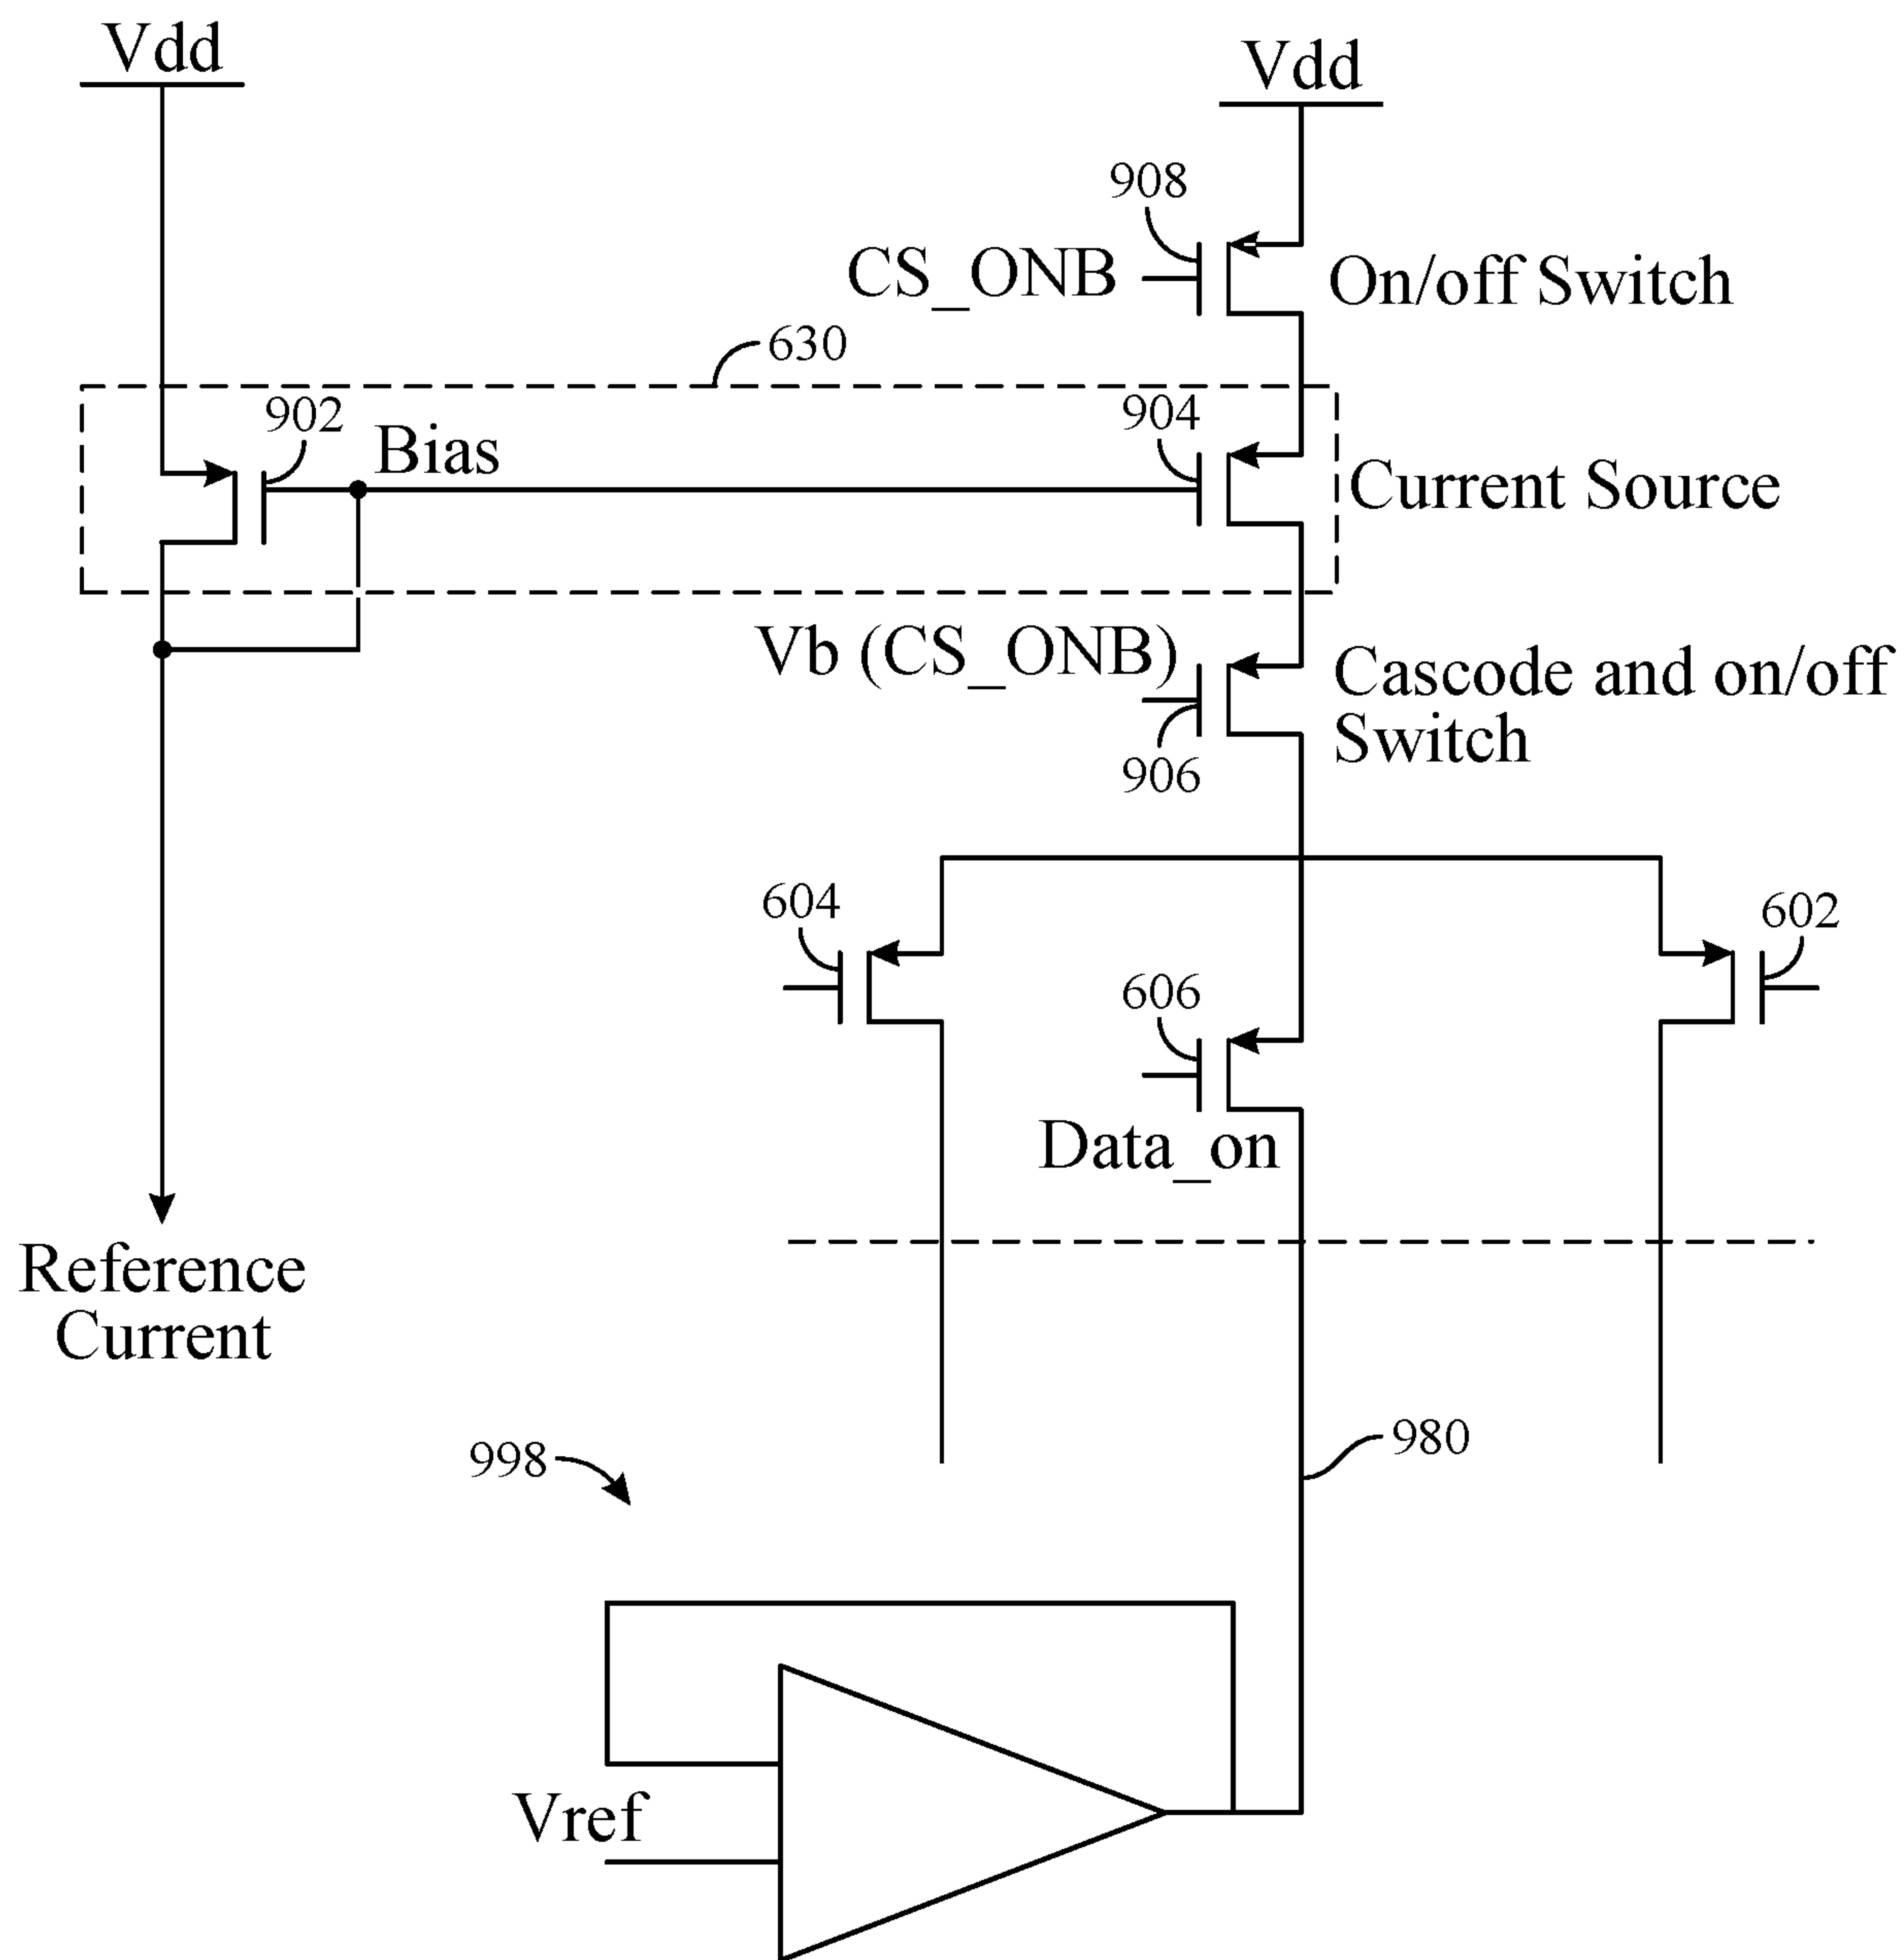 Vdd
Vdd
908
CS_ONB
On/off Switch
630
902
Bias
904
Current Source
Vb (CS_ONB)
Cascode and on/off
Switch
906
604
602
606
Data_on
Reference
Current
998
980
Vref